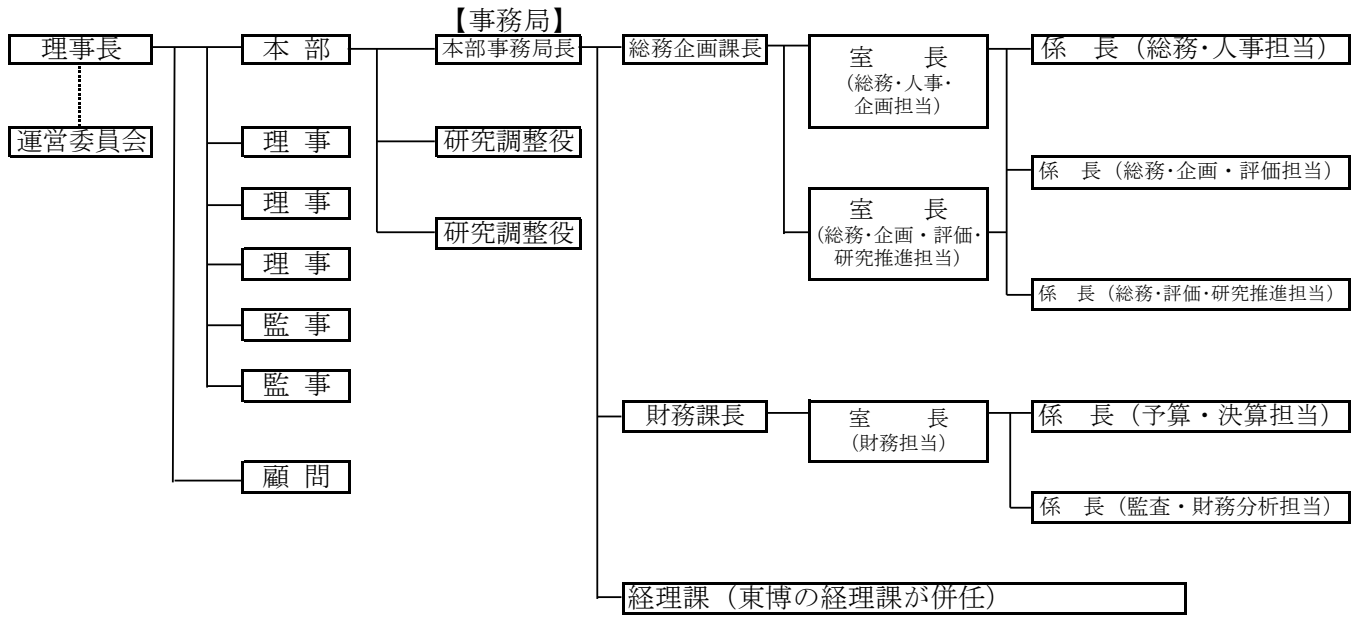 【事務局】
理事長
本 部
本部事務局長
総務企画課長
室　　長
(総務･人事･
企画担当)
係　長（総務･人事担当）
運営委員会
理 事
研究調整役
係　長（総務･企画・評価担当）
理 事
研究調整役
室　　長
(総務･企画・評価･
研究推進担当)
理 事
係　長（総務･評価･研究推進担当）
監 事
監 事
財務課長
室　　長
(財務担当)
係　長（予算・決算担当）
顧 問
係　長（監査・財務分析担当）
経理課（東博の経理課が併任）